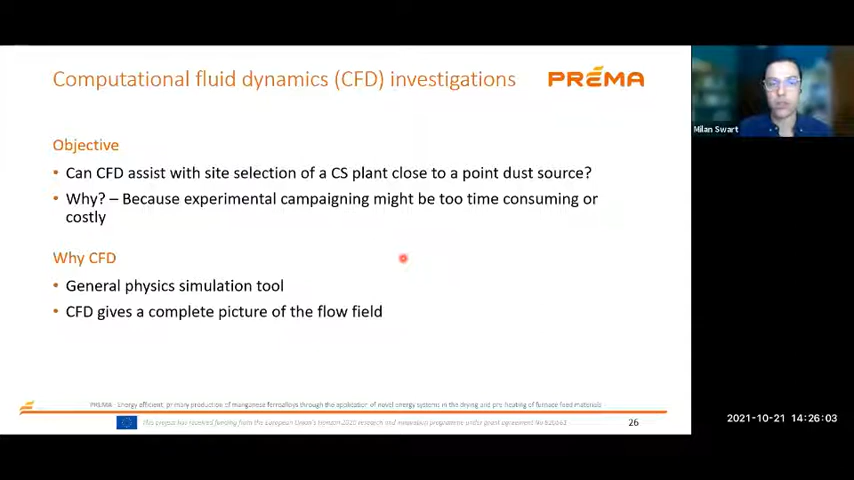 Computational fluid dynamics (CFD) investigations
PRÉMA
Objective
• Can CFD assist with site selection of a CS plant close to a point dust source?
• Why? – Because experimental campaigning might be too time consuming or
costly
Why CFD
• General physics simulation tool
• CFD gives a complete picture of the flow field
Milan Swart
PREMA - Energy efficient, primary production of manganese ferroalloys through the application of novel energy systems in the drying and pre-heating of furnace feed materials
This project has received funding from the European Union's Horizon 2020 research and innovation programme under grant agreement No 820561
26
2021-10-21 14:26:03